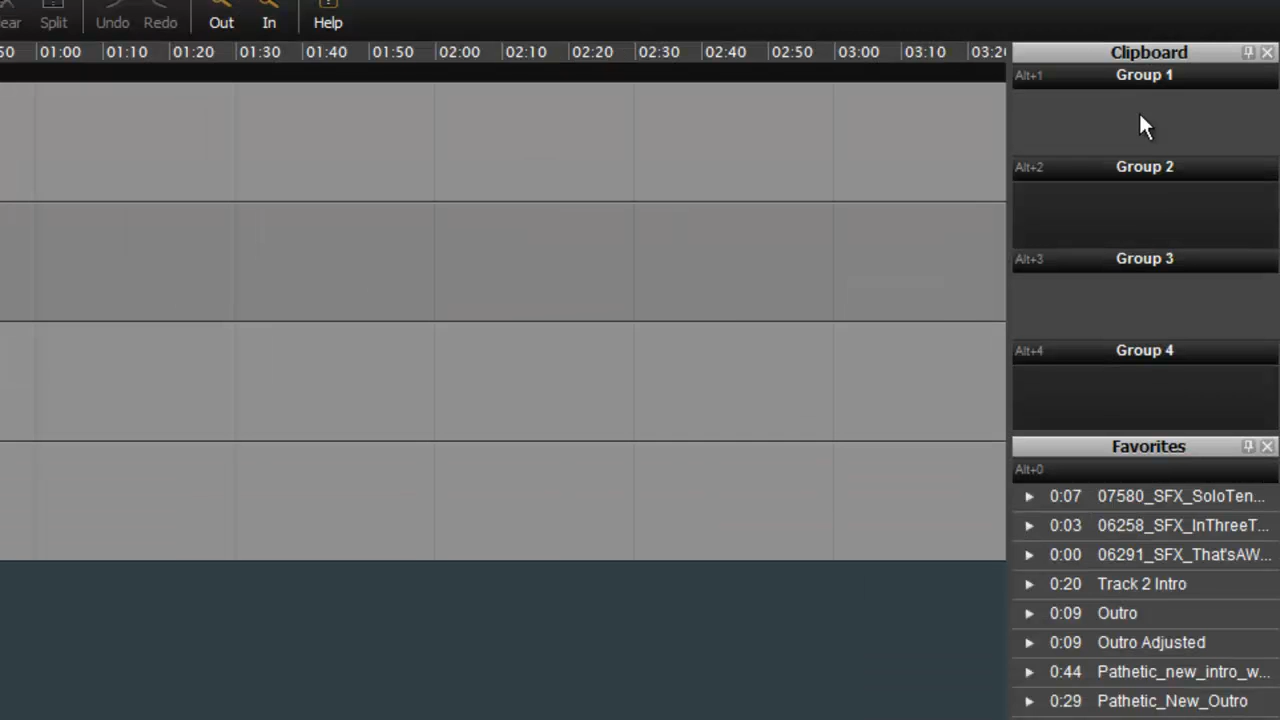 ear Split Undo Redo Out In Help
50 01:00 01:10 01:20 01:30 01:40 01:50 02:00 02:10 02:20 02:30 02:40 02:50 03:00 03:10 03:20
Clipboard
Alt+1 Group 1
Alt+2 Group 2
Alt+3 Group 3
Alt+4 Group 4
Favorites
Alt+0
0:07 07580_SFX_SoloTen...
0:03 06258_SFX_InThreeT...
0:00 06291_SFX_That'sAW...
0:20 Track 2 Intro
0:09 Outro
0:09 Outro Adjusted
0:44 Pathetic_new_intro_w...
0:29 Pathetic_New_Outro